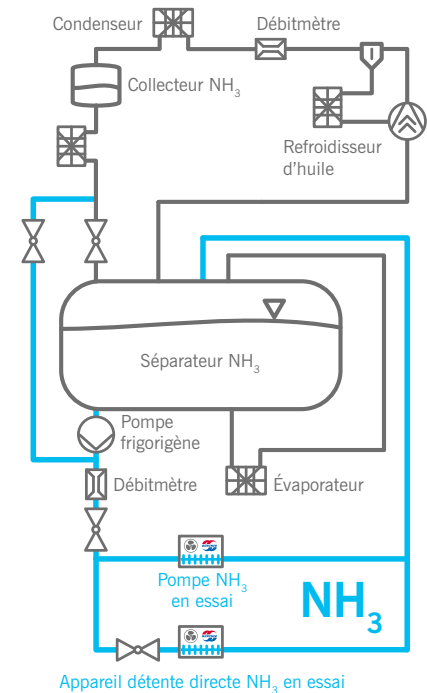 Condenseur
Débitmètre
Collecteur NH₃
Refroidisseur
d'huile
Séparateur NH₃
Pompe
frigorigène
Débitmètre
Évaporateur
Pompe NH₃
en essai
NH₃
Appareil détente directe NH₃ en essai